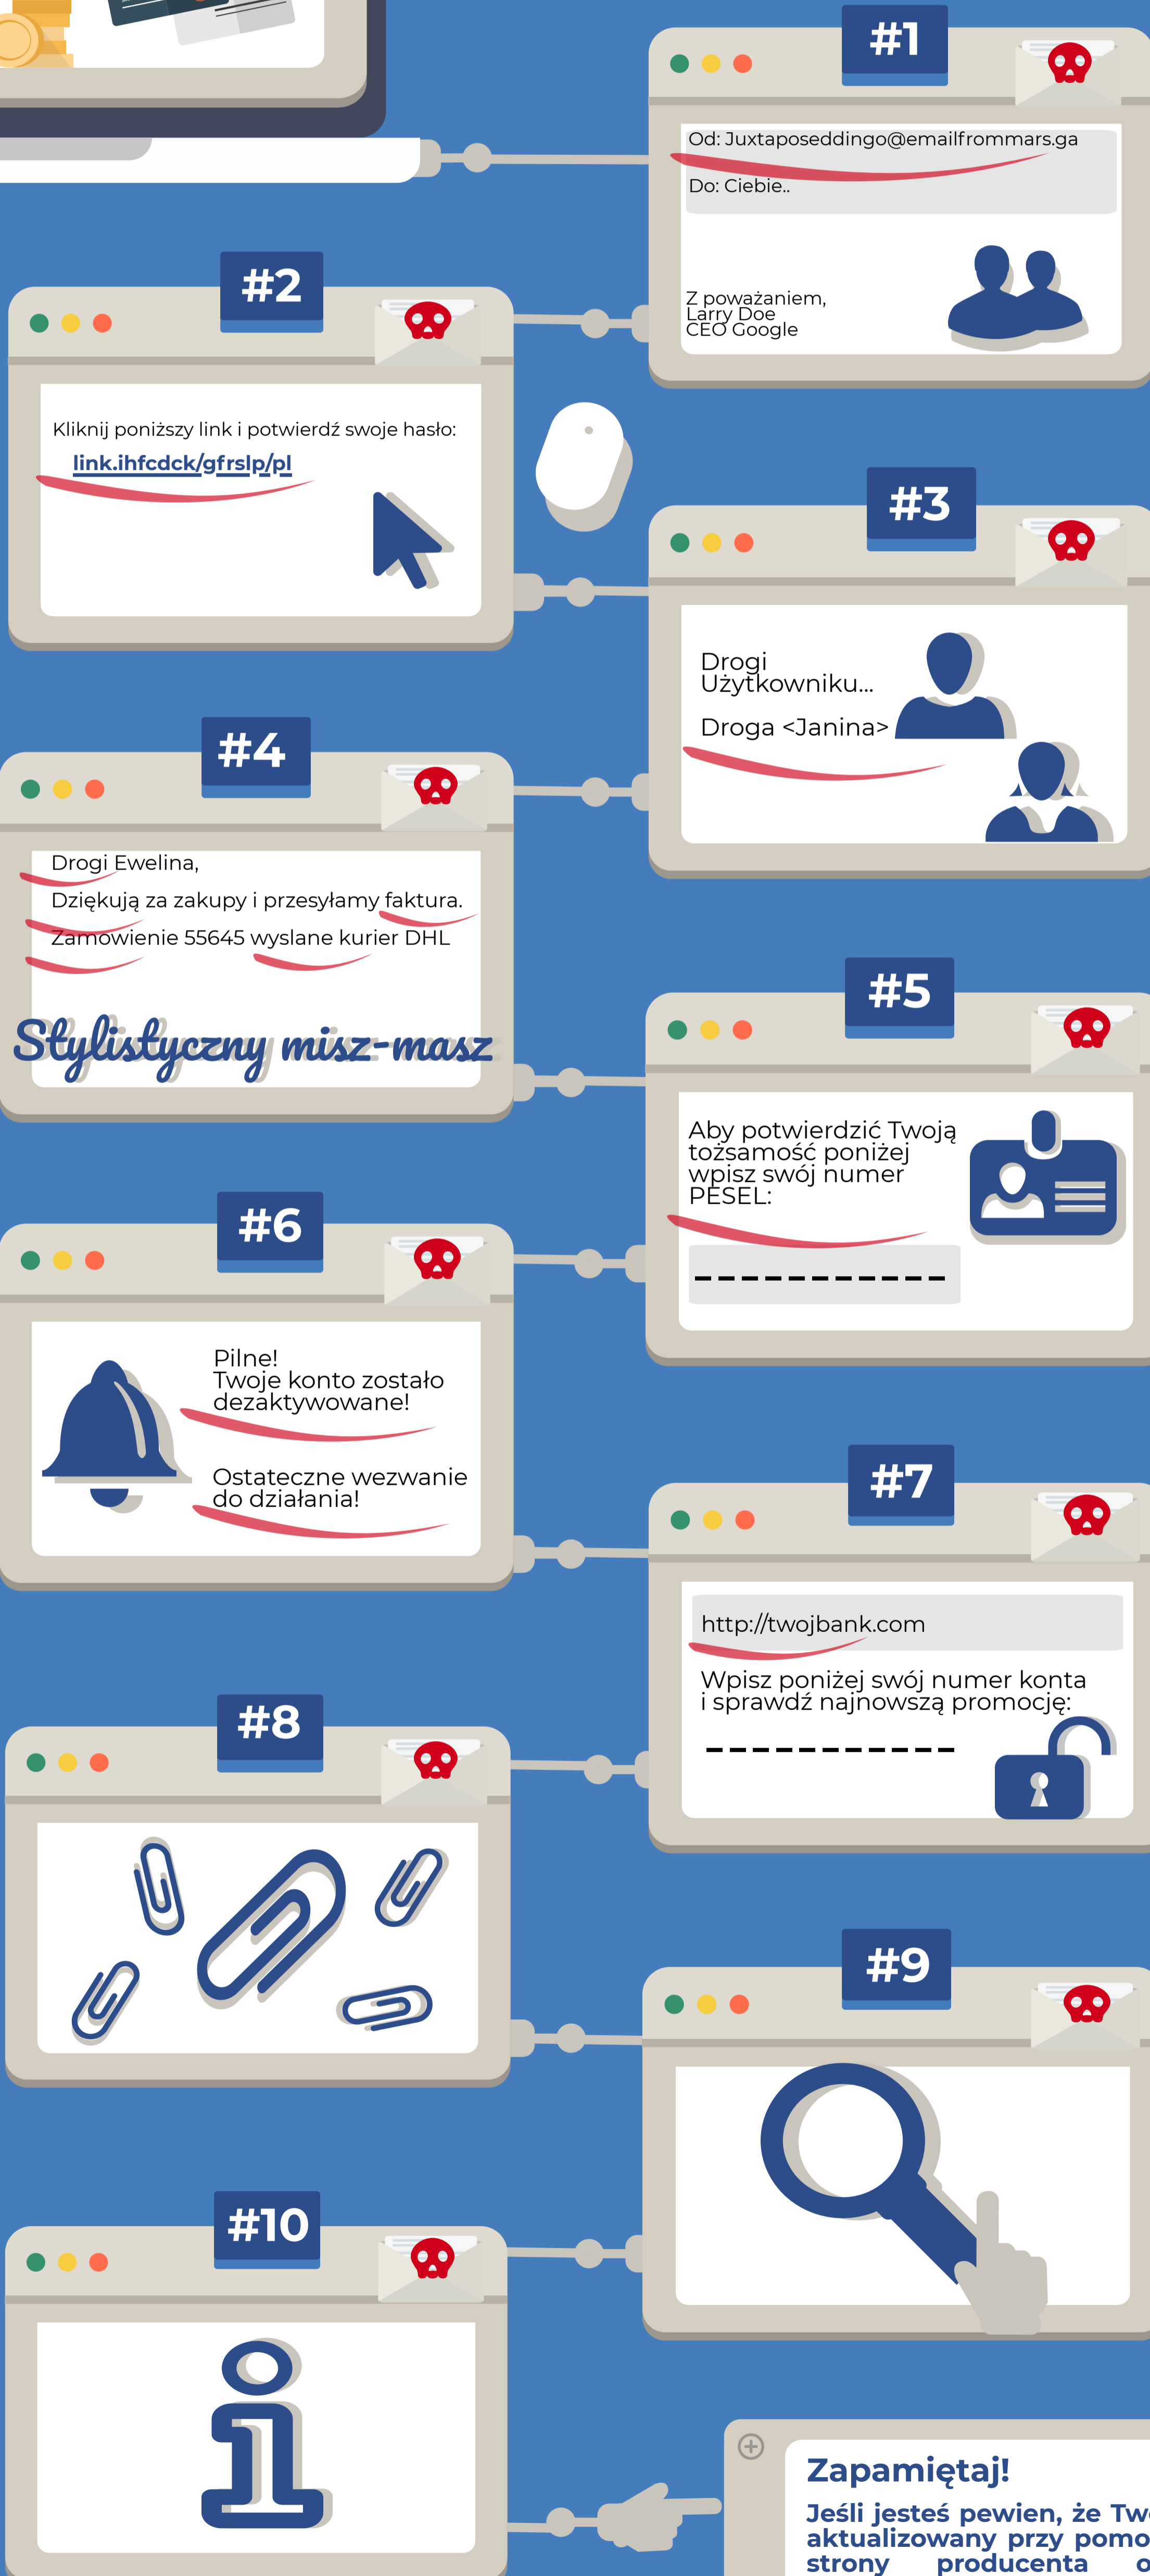 #1
Od: Juxtaposeddingo@emailfrommars.ga
Do: Ciebie..
Z poważaniem,
Larry Doe
CEO Google
#2
Kliknij poniższy link i potwierdź swoje hasło:
link.ihfcdck/gfrslp/pl
#3
Drogi
Użytkowniku...
Droga <Janina>
#4
Drogi Ewelina,
Dziękują za zakupy i przesyłamy faktura.
Zamowienie 55645 wyslane kurier DHL
Stylistyczny misz-masz
#5
Aby potwierdzić Twoją
tożsamość poniżej
wpisz swój numer
PESEL:
#6
Pilne!
Twoje konto zostało
dezaktywowane!
Ostateczne wezwanie
do działania!
#7
http://twojbank.com
Wpisz poniżej swój numer konta
i sprawdź najnowszą promocję:
#8
#9
#10
Zapamiętaj!
Jeśli jesteś pewien, że Tw
aktualizowany przy pomo
strony producenta o